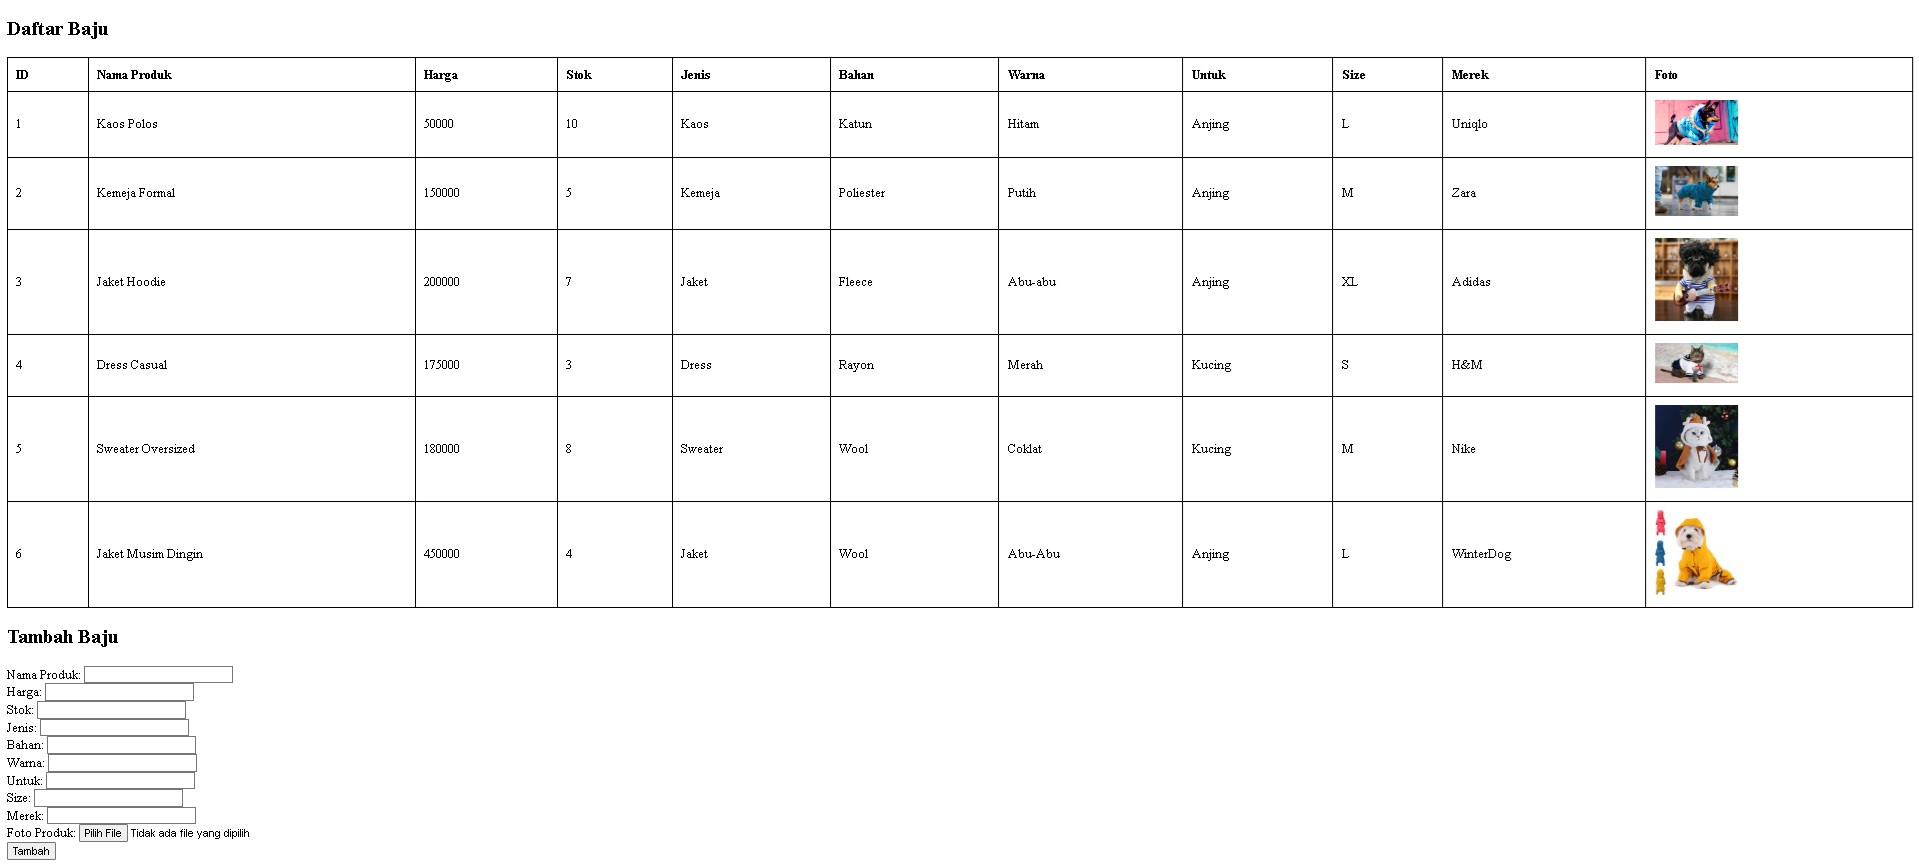 Daftar Baju
ID Nama Produk Harga Stok Jenis Bahan Warna Untuk Size Merek Foto
1 Kaos Polos 50000 10 Kaos Katun Hitam Anjing L Uniqlo
2 Kemeja Formal 150000 5 Kemeja Poliester Putih Anjing M Zara
3 Jaket Hoodie 200000 7 Jaket Fleece Abu-abu Anjing XL Adidas
4 Dress Casual 175000 3 Dress Rayon Merah Kucing S H&M
5 Sweater Oversized 180000 8 Sweater Wool Coklat Kucing M Nike
6 Jaket Musim Dingin 450000 4 Jaket Wool Abu-Abu Anjing L WinterDog
Tambah Baju
Nama Produk:
Harga:
Stok:
Jenis:
Bahan:
Warna:
Untuk:
Size:
Merek:
Foto Produk: Pilih File Tidak ada file yang dipilih
Tambah